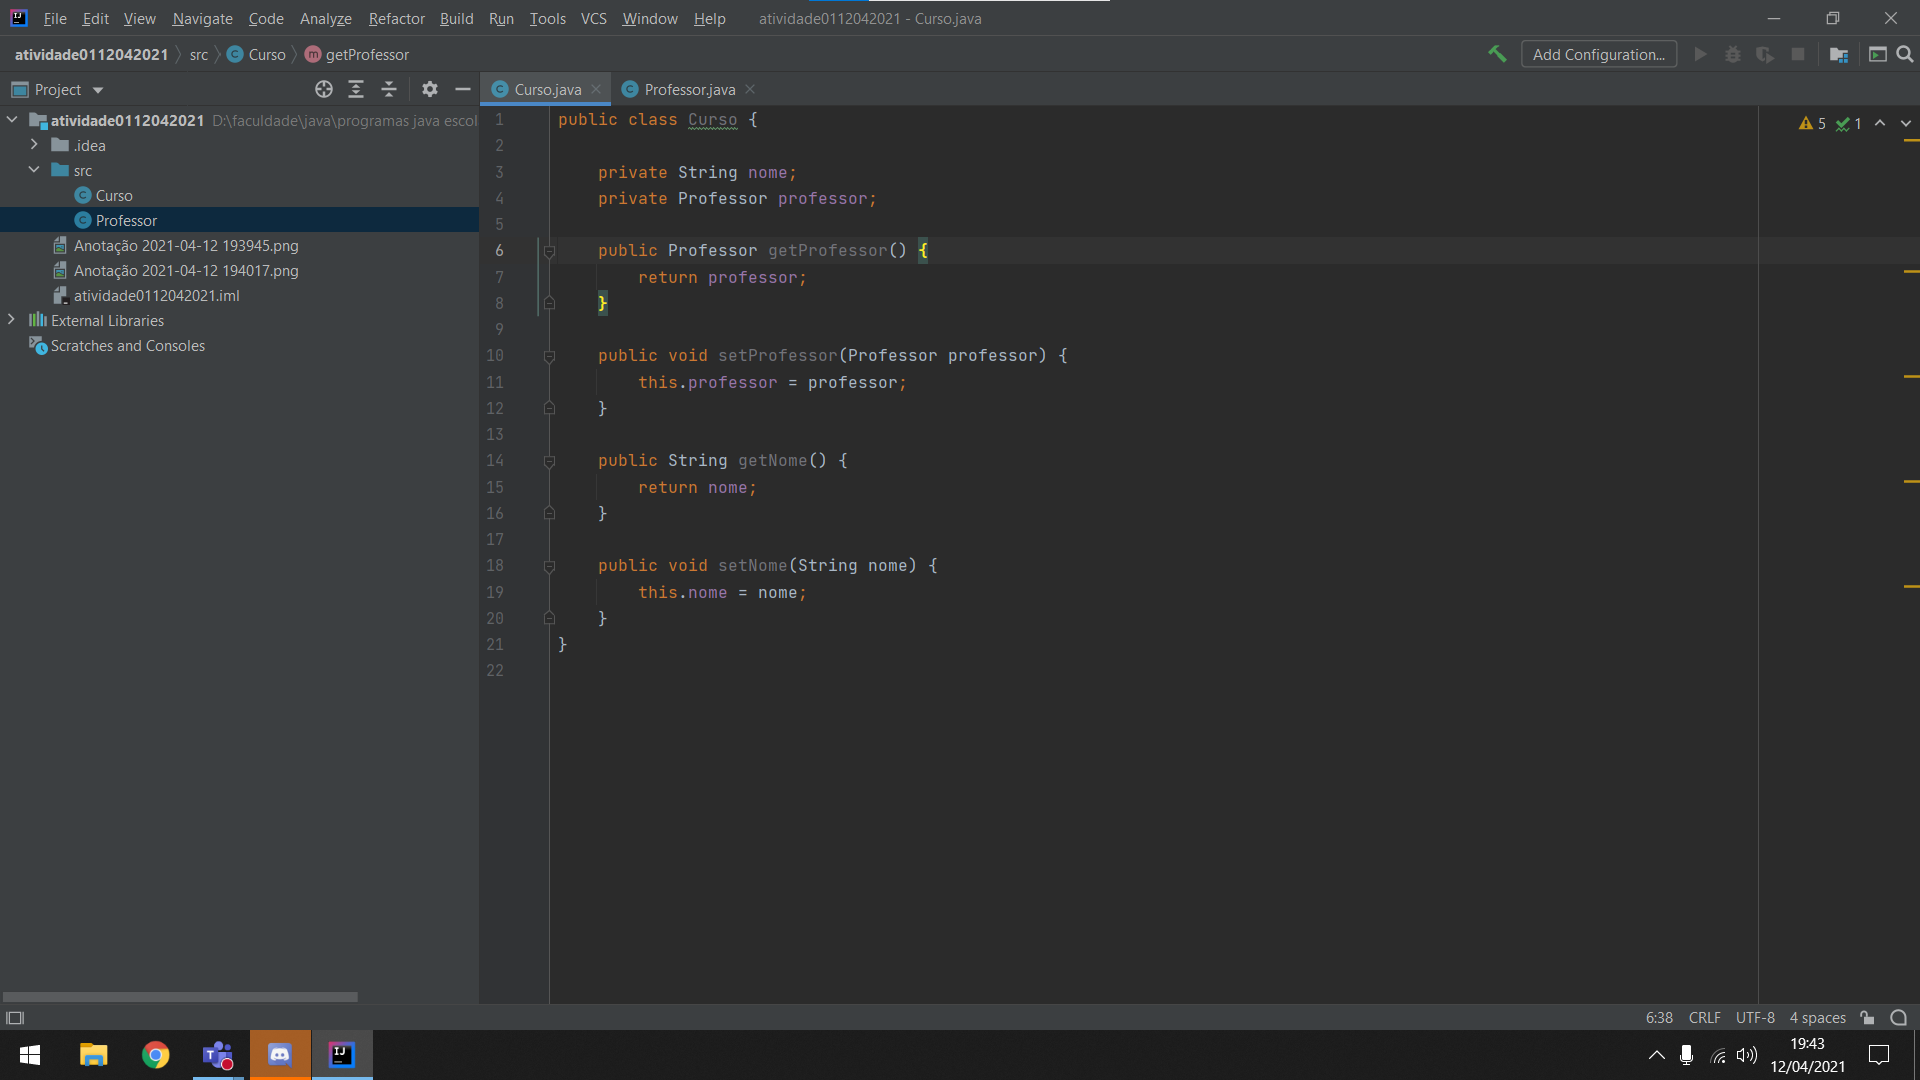 File Edit View Navigate Code Analyze Refactor Build Run Tools VCS Window Help atividade0112042021 - Curso.java
atividade0112042021 src Curso getProfessor
Add Configuration...
Project
Curso.java
Professor.java
atividade0112042021 D:\faculdade\java\programas java escol
.idea
src
Curso
Professor
Anotação 2021-04-12 193945.png
Anotação 2021-04-12 194017.png
atividade0112042021.iml
External Libraries
Scratches and Consoles
5 1
1 public class Curso {
2
3 private String nome;
4 private Professor professor;
5
6 public Professor getProfessor() {
7 return professor;
8 }
9
10 public void setProfessor(Professor professor) {
11 this.professor = professor;
12 }
13
14 public String getNome() {
15 return nome;
16 }
17
18 public void setNome(String nome) {
19 this.nome = nome;
20 }
21 }
22
6:38 CRLF UTF-8 4 spaces
19:43
12/04/2021